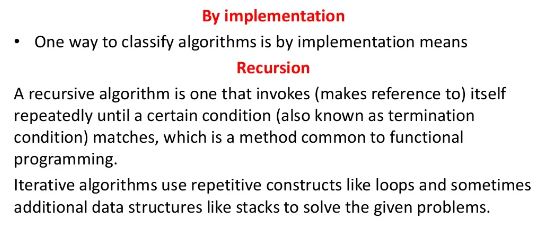 By implementation
• One way to classify algorithms is by implementation means
Recursion
A recursive algorithm is one that invokes (makes reference to) itself
repeatedly until a certain condition (also known as termination
condition) matches, which is a method common to functional
programming.
Iterative algorithms use repetitive constructs like loops and sometimes
additional data structures like stacks to solve the given problems.